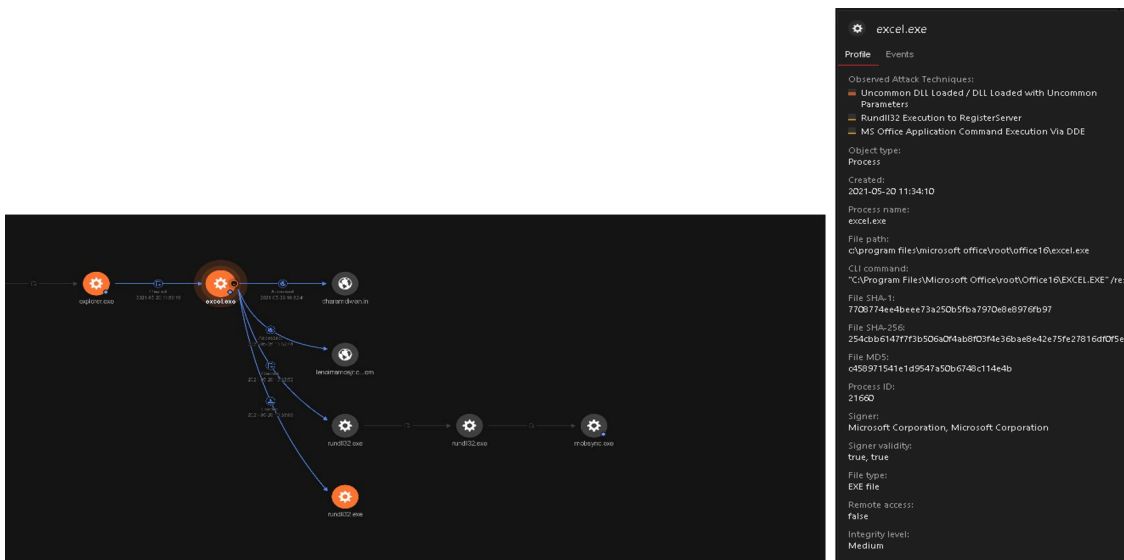 excel.exe
Profile Events
Observed Attack Techniques:
Uncommon DLL Loaded / DLL Loaded with Uncommon
Parameters
Rundll32 Execution to RegisterServer
MS Office Application Command Execution Via DDE
Object type:
Process
Created:
2021-05-20 11:34:10
Process name:
excel.exe
File path:
c:\program files\microsoft office\root\office16\excel.exe
CLI command:
"C:\Program Files\Microsoft Office\root\Office16\EXCEL.EXE" /re
File SHA-1:
7708774ee4beee73a250b5fba7970e8e8976fb97
File SHA-256:
254cbb6147f7f3b506a0f4ab8f03f4e36bae8e42e75fe27816df0f5e
File MD5:
c458971541e1d9547a50b6748c114e4b
Process ID:
21660
Signer:
Microsoft Corporation, Microsoft Corporation
Signer validity:
true, true
File type:
EXE file
Remote access:
false
Integrity level:
Medium
explorer.exe
excel.exe
charamdiwan.in
rundll32.exe
rundll32.exe
mobsync.exe
rundll32.exe